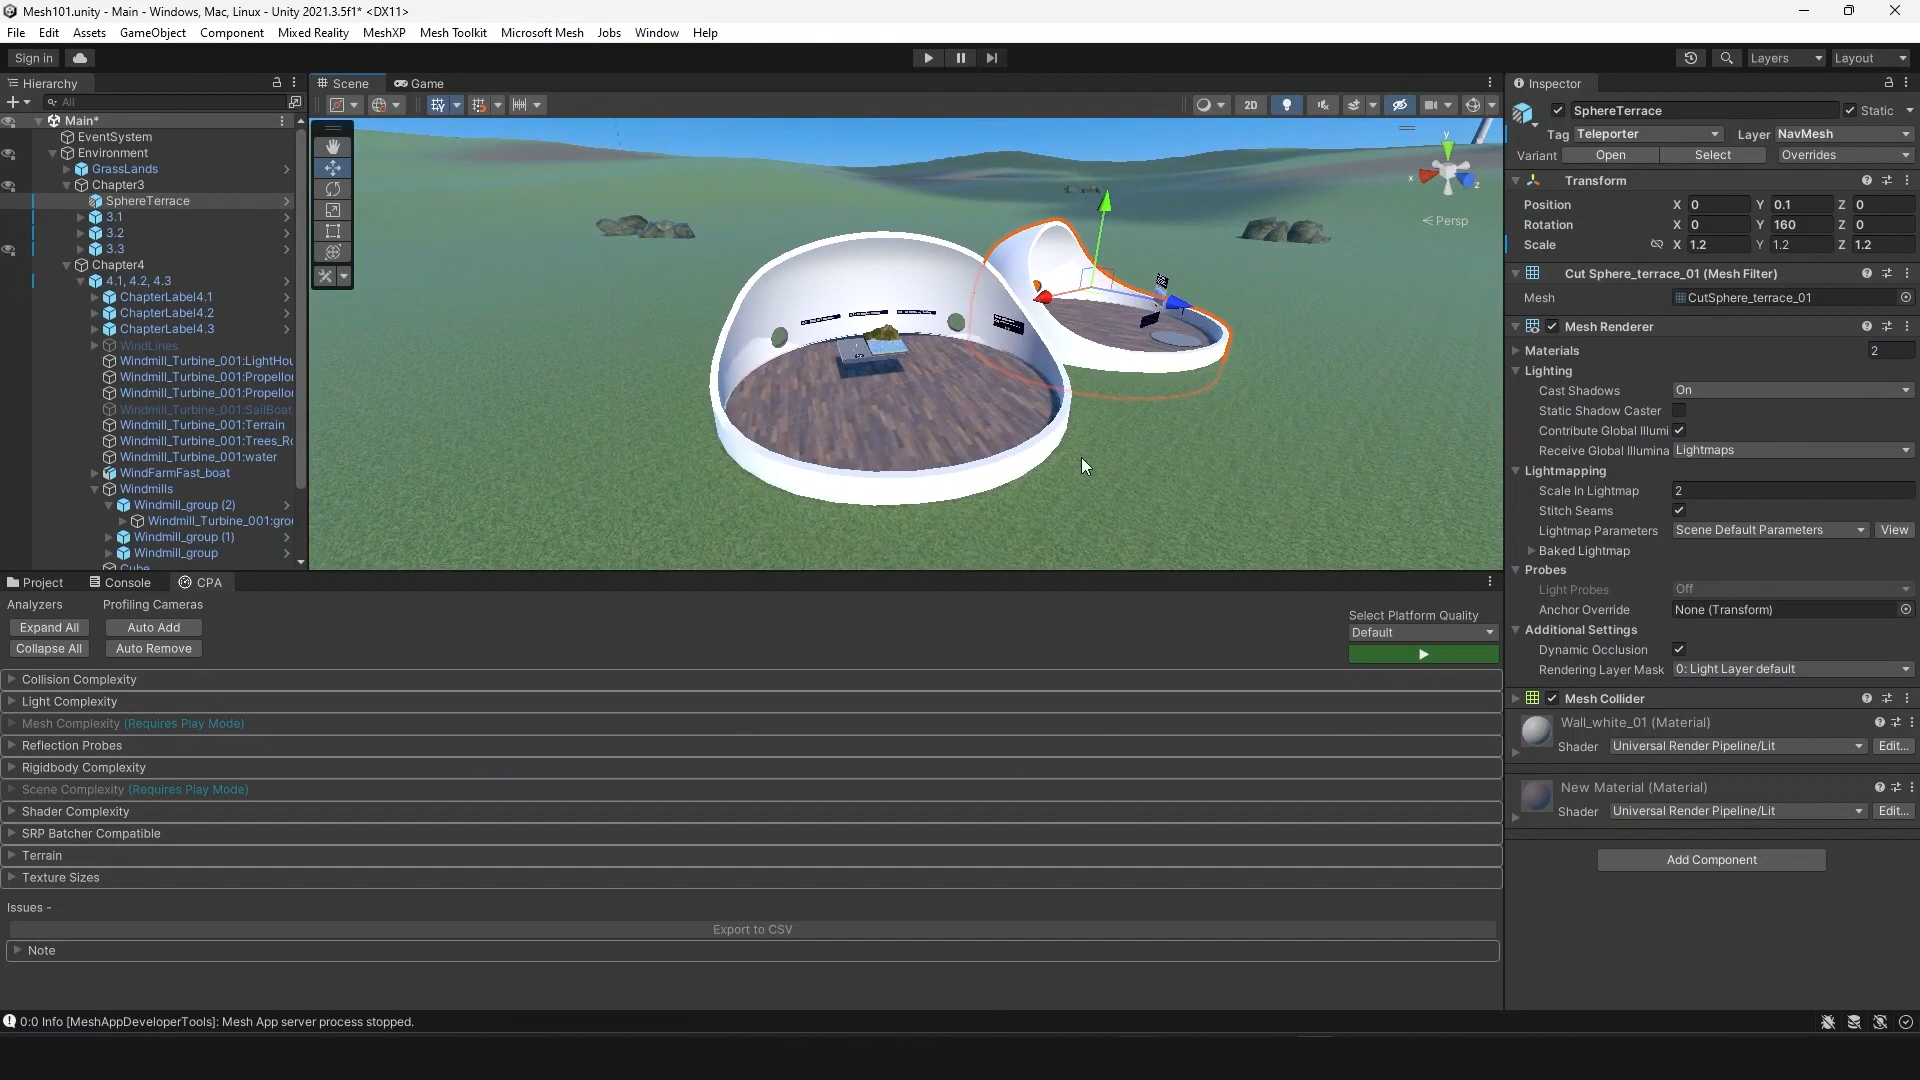 Mesh101.unity - Main - Windows, Mac, Linux - Unity 2021.3.5f1* <DX11>
File Edit Assets GameObject Component Mixed Reality MeshXP Mesh Toolkit Microsoft Mesh Jobs Window Help
Sign in
Layers
Layout
Hierarchy
All
Main*
EventSystem
Environment
GrassLands
Chapter3
SphereTerrace
3.1
3.2
3.3
Chapter4
4.1, 4.2, 4.3
ChapterLabel4.1
ChapterLabel4.2
ChapterLabel4.3
WindLines
Windmill_Turbine_001:LightHou
Windmill_Turbine_001:Propello
Windmill_Turbine_001:Propello
Windmill_Turbine_001:SailBoat
Windmill_Turbine_001:Terrain
Windmill_Turbine_001:Trees_Ro
Windmill_Turbine_001:water
WindFarmFast_boat
Windmills
Windmill_group (2)
Windmill_Turbine_001:grou
Windmill_group (1)
Windmill_group
Cube
Scene
Game
2D
y
x
z
Persp
Inspector
SphereTerrace
Static
Tag Teleporter Layer NavMesh
Variant Open Select Overrides
Transform
Position X 0 Y 0.1 Z 0
Rotation X 0 Y 160 Z 0
Scale X 1.2 Y 1.2 Z 1.2
Cut Sphere_terrace_01 (Mesh Filter)
Mesh CutSphere_terrace_01
Mesh Renderer
Materials 2
Lighting
Cast Shadows On
Static Shadow Caster
Contribute Global Illumi
Receive Global Illumina Lightmaps
Lightmapping
Scale In Lightmap 2
Stitch Seams
Lightmap Parameters Scene Default Parameters View
Baked Lightmap
Probes
Light Probes Off
Anchor Override None (Transform)
Additional Settings
Dynamic Occlusion
Rendering Layer Mask 0: Light Layer default
Mesh Collider
Wall_white_01 (Material)
Shader Universal Render Pipeline/Lit Edit...
New Material (Material)
Shader Universal Render Pipeline/Lit Edit...
Add Component
Project
Console
CPA
Analyzers
Profiling Cameras
Expand All
Auto Add
Collapse All
Auto Remove
Select Platform Quality
Default
Collision Complexity
Light Complexity
Mesh Complexity (Requires Play Mode)
Reflection Probes
Rigidbody Complexity
Scene Complexity (Requires Play Mode)
Shader Complexity
SRP Batcher Compatible
Terrain
Texture Sizes
Issues -
Export to CSV
Note
0:0 Info [MeshAppDeveloperTools]: Mesh App server process stopped.